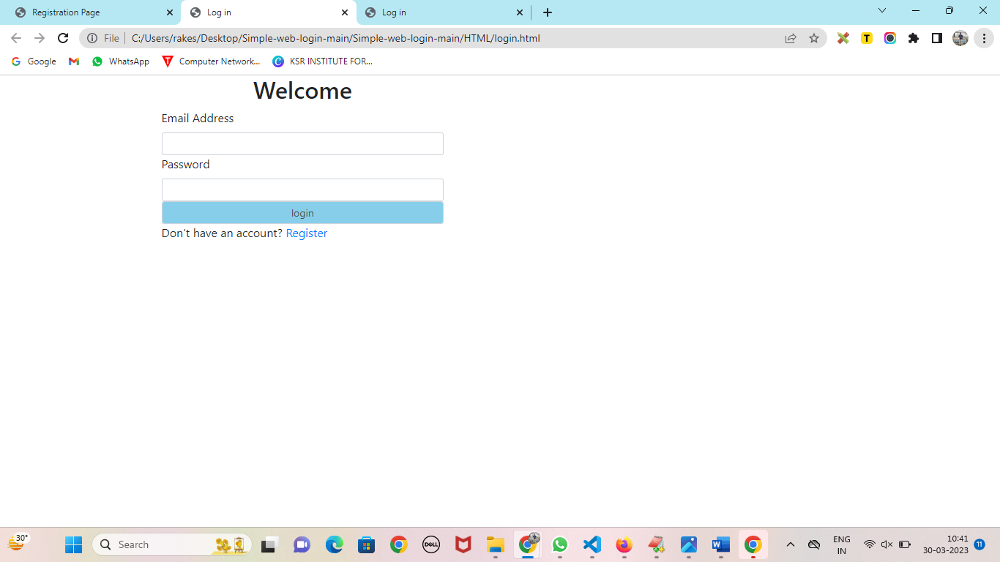 Registration Page
Log in
Log in
File
C:/Users/rakes/Desktop/Simple-web-login-main/Simple-web-login-main/HTML/login.html
T
G Google
WhatsApp
T Computer Network...
C KSR INSTITUTE FOR...
Welcome
Email Address
Password
login
Don't have an account? Register
30°
Search
DELL
W
ENG
IN
10:41
30-03-2023
11